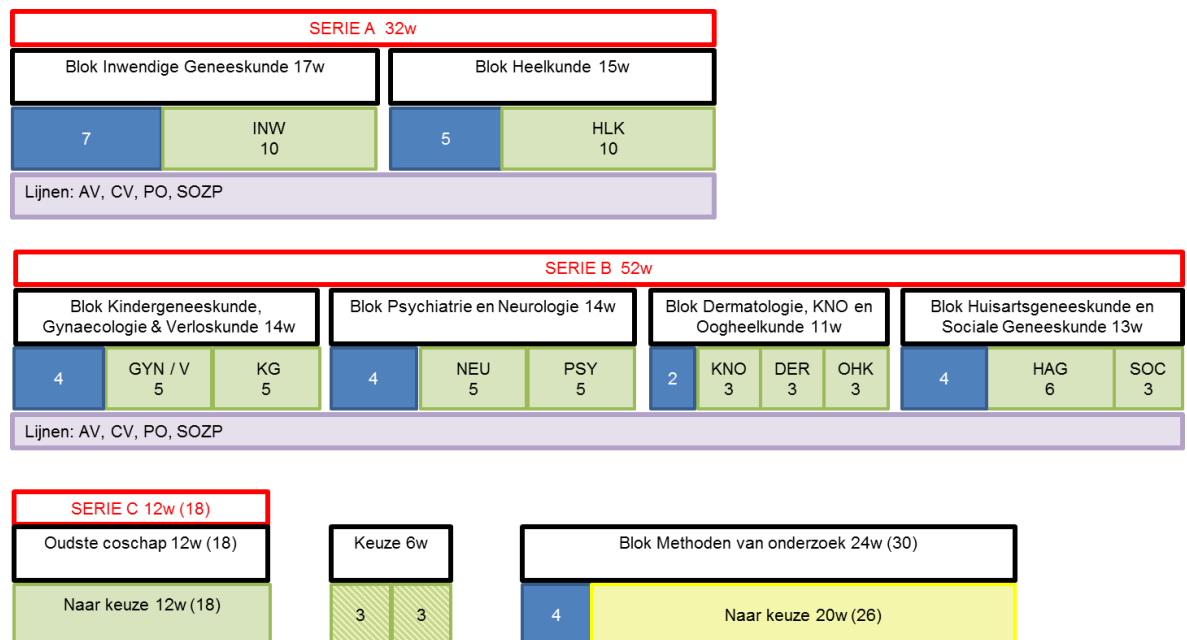 SERIE A 32w
Blok Inwendige Geneeskunde 17w
Blok Heelkunde 15w
7
INW
10
5
HLK
10
Lijnen: AV, CV, PO, SOZP
SERIE B 52w
Blok Kindergeneeskunde,
Gynaecologie & Verloskunde 14w
Blok Psychiatrie en Neurologie 14w
Blok Dermatologie, KNO en
Oogheelkunde 11w
Blok Huisartsgeneeskunde en
Sociale Geneeskunde 13w
4
GYN / V
5
KG
5
4
NEU
5
PSY
5
2
KNO
3
DER
3
OHK
3
4
HAG
6
SOC
3
Lijnen: AV, CV, PO, SOZP
SERIE C 12w (18)
Oudste coschap 12w (18)
Keuze 6w
Blok Methoden van onderzoek 24w (30)
Naar keuze 12w (18)
3
3
4
Naar keuze 20w (26)